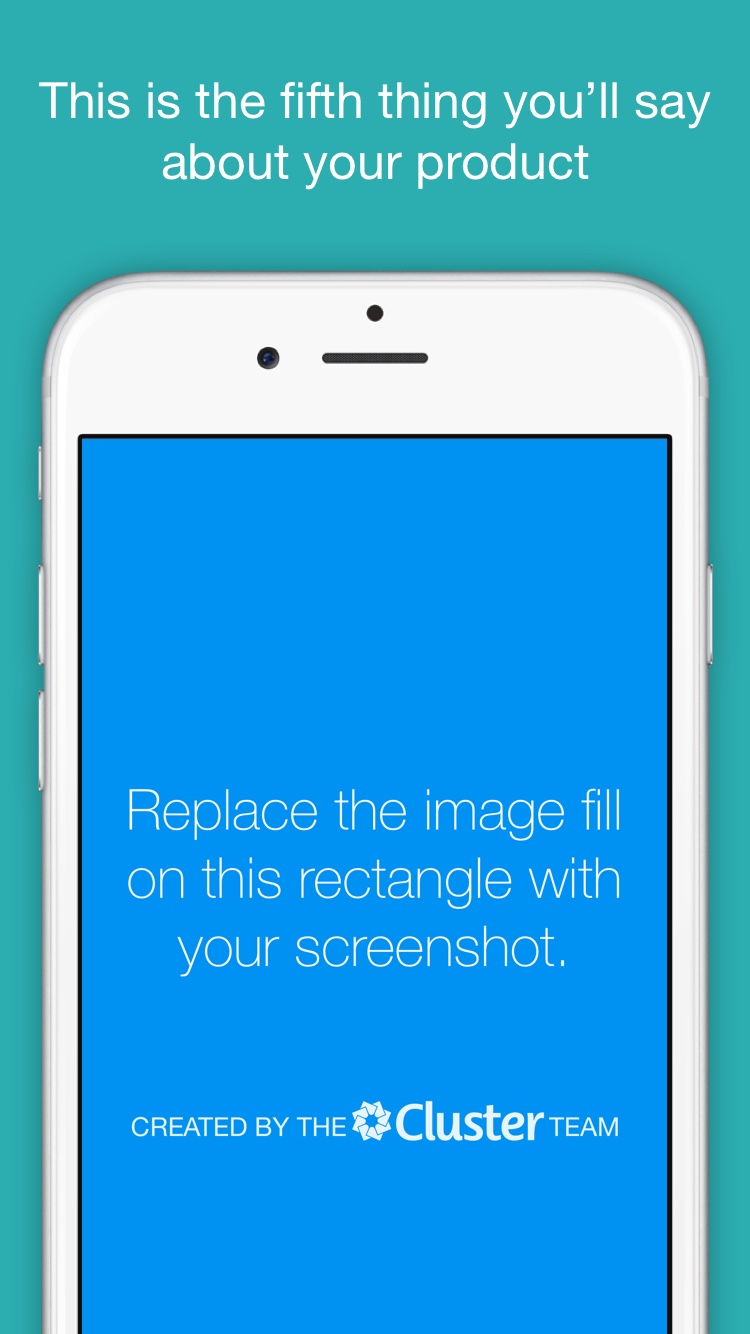 This is the fifth thing you’ll say
about your product
Replace the image fill
on this rectangle with
your screenshot.
CREATED BY THE Cluster TEAM